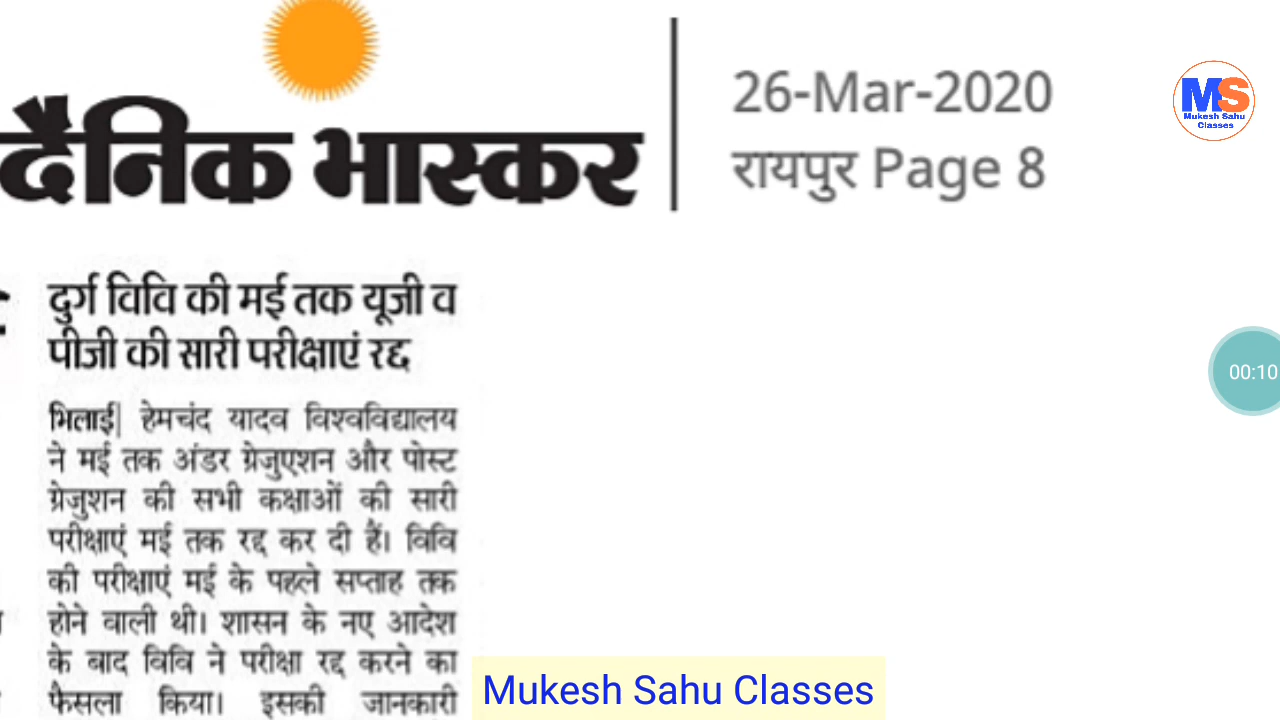 दैनिक भास्कर
26-Mar-2020
रायपुर Page 8
MS
Mukesh Sahu
Classes
दुर्ग विवि की मई तक यूजी व
पीजी की सारी परीक्षाएं रद्द
भिलाई| हेमचंद यादव विश्वविद्यालय
ने मई तक अंडर ग्रेजुएशन और पोस्ट
ग्रेजुशन की सभी कक्षाओं की सारी
परीक्षाएं मई तक रद्द कर दी हैं। विवि
की परीक्षाएं मई के पहले सप्ताह तक
होने वाली थी। शासन के नए आदेश
के बाद विवि ने परीक्षा रद्द करने का
फैसला किया। इसकी जानकारी
00:10
Mukesh Sahu Classes